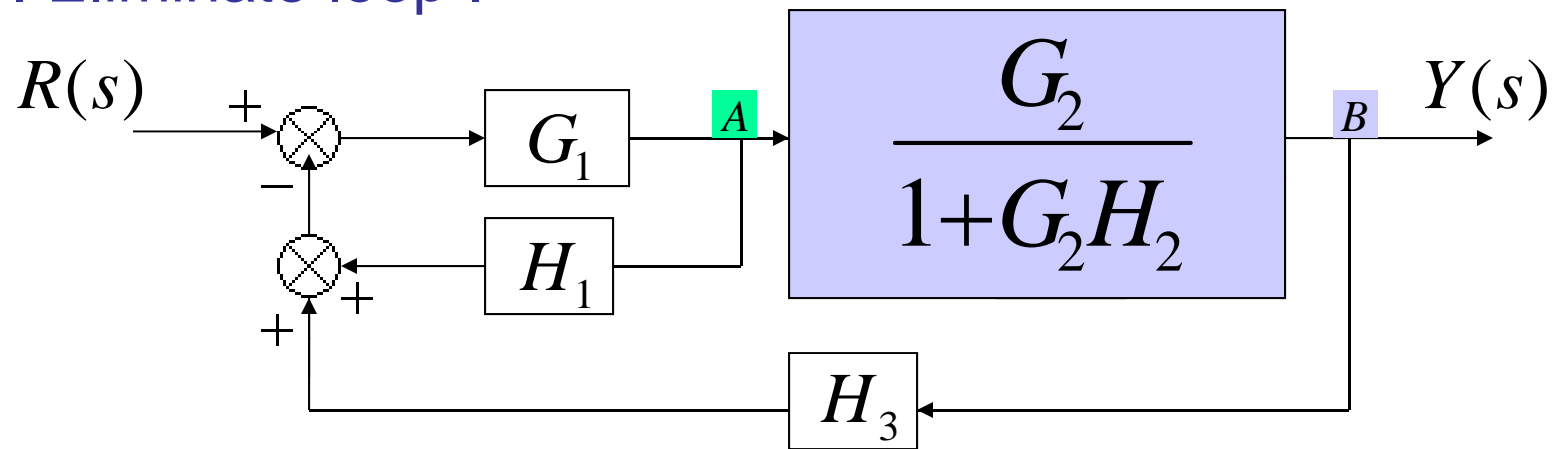 R(s)
+
−
G₁
A
G₂
1+G₂H₂
B
Y(s)
H₁
+
+
H₃